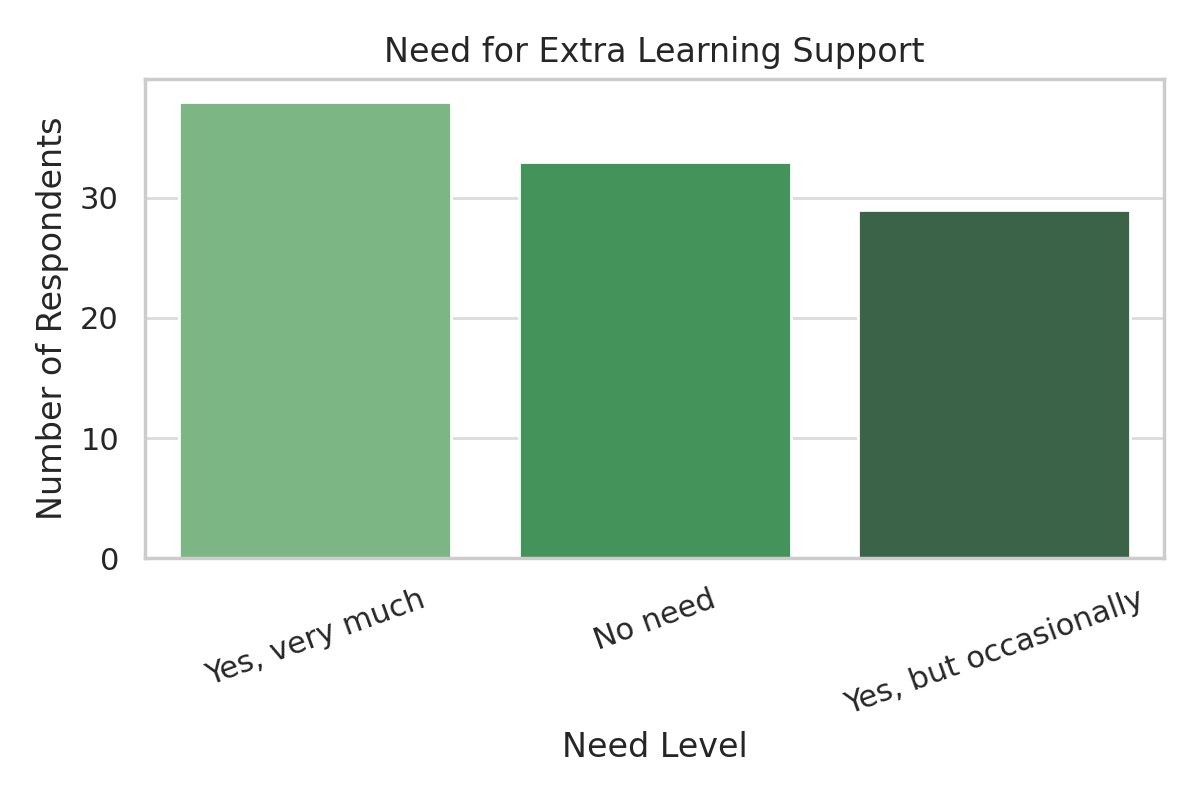 Need for Extra Learning Support
Number of Respondents
30
20
10
0
Yes, very much
No need
Yes, but occasionally
Need Level